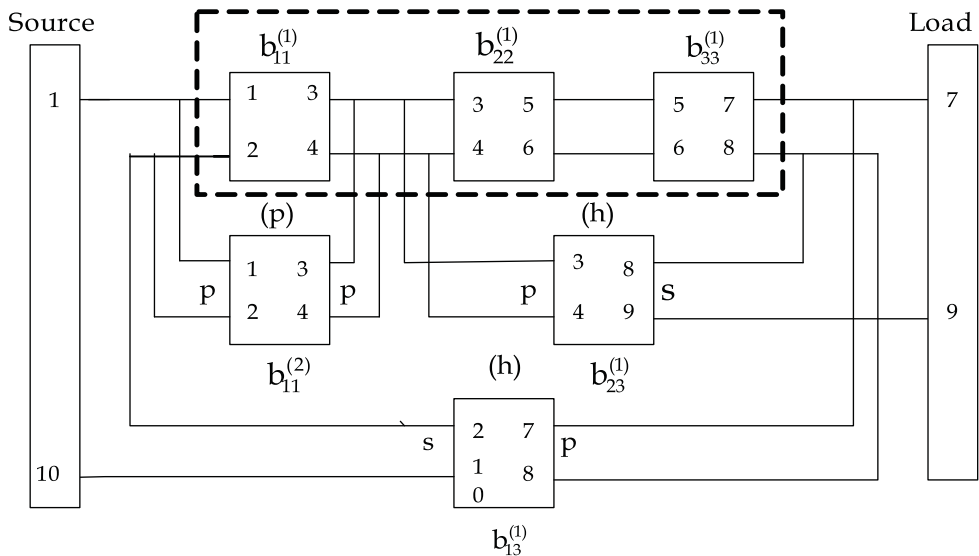 Source
Load
b₁₁⁽¹⁾
b₂₂⁽¹⁾
b₃₃⁽¹⁾
1
1 3
3 5
5 7
7
2 4
4 6
6 8
(p)
(h)
1 3
3 8
p
p
p
s
2 4
4 9
9
b₁₁⁽²⁾
(h)
b₂₃⁽¹⁾
2 7
s
p
10
1 8
0
b₁₃⁽¹⁾